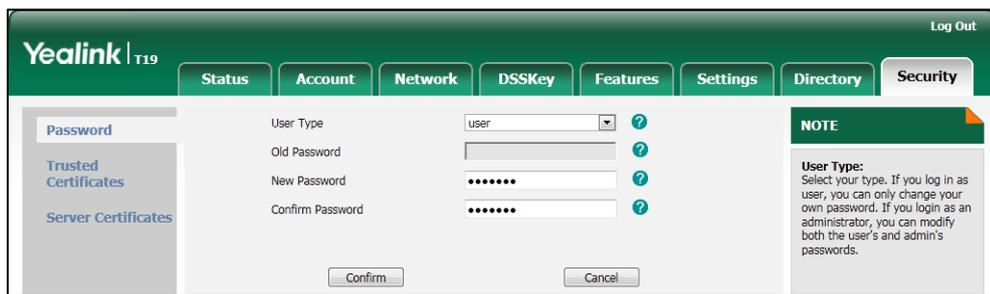 Log Out
Yealink T19
Status Account Network DSSKey Features Settings Directory Security
Password
Trusted
Certificates
Server Certificates
User Type user ?
Old Password ?
New Password ••••••• ?
Confirm Password ••••••• ?
Confirm Cancel
NOTE
User Type:
Select your type. If you log in as
user, you can only change your
own password. If you login as an
administrator, you can modify
both the user's and admin's
passwords.